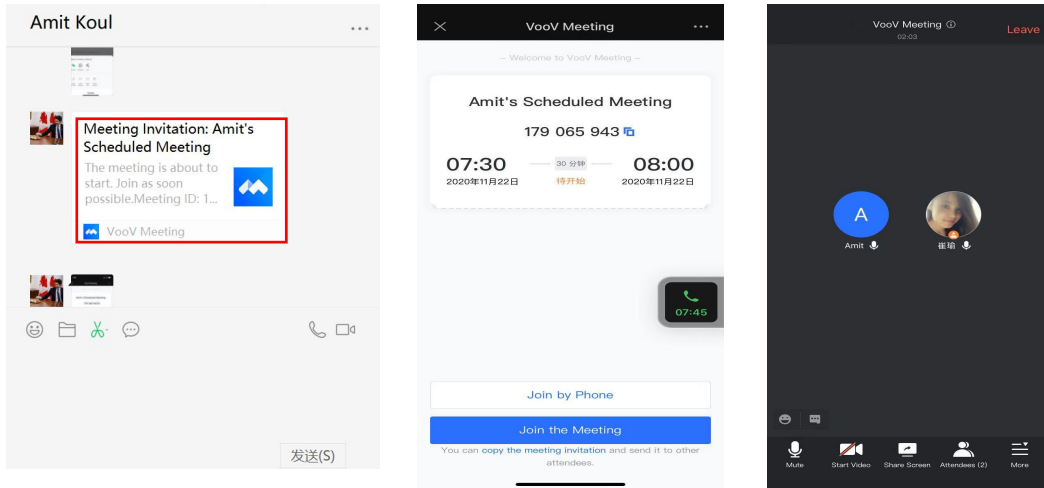 Amit Koul
Meeting Invitation: Amit's
Scheduled Meeting
The meeting is about to
start. Join as soon
possible.Meeting ID: 1...
VooV Meeting
发送(S)
VooV Meeting
– Welcome to VooV Meeting –
Amit's Scheduled Meeting
179 065 943
07:30 30 分钟 08:00
2020年11月22日 待开始 2020年11月22日
07:45
Join by Phone
Join the Meeting
You can copy the meeting invitation and send it to other
attendees.
VooV Meeting
02:03
Leave
A
Amit 崔瑜
Mute Start Video Share Screen Attendees (2) More